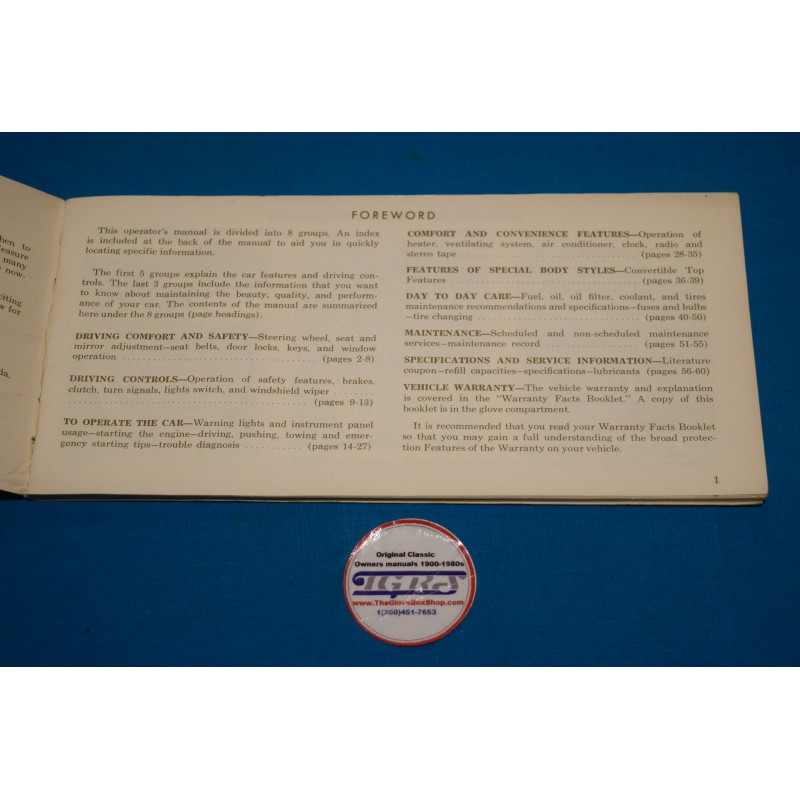 hen to
easure
many
now-
citing
w for
da.
FOREWORD
This operator's manual is divided into 8 groups. An index
is included at the back of the manual to aid you in quickly
locating specific information.
The first 5 groups explain the car features and driving con-
trols. The last 3 groups include the information that you want
to know about maintaining the beauty, quality, and perform-
ance of your car. The contents of the manual are summarized
here under the 8 groups (page headings).
DRIVING COMFORT AND SAFETY—Steering wheel, seat and
mirror adjustment—seat belts, door locks, keys, and window
operation . . . . . . . . . . . . . . . . . . . . (pages 2-8)
DRIVING CONTROLS—Operation of safety features, brakes,
clutch, turn signals, lights switch, and windshield wiper . . . . . . . .
. . . . . . . . . . . . . . . . . . . . (pages 9-13)
TO OPERATE THE CAR—Warning lights and instrument panel
usage—starting the engine—driving, pushing, towing and emer-
gency starting tips—trouble diagnosis . . . . . . . . . . . (pages 14-27)
COMFORT AND CONVENIENCE FEATURES—Operation of
heater, ventilating system, air conditioner, clock, radio and
stereo tape . . . . . . . . . . . . . . . . . . . . (pages 28-35)
FEATURES OF SPECIAL BODY STYLES—Convertible Top
Features . . . . . . . . . . . . . . . . . . . . (pages 36-39)
DAY TO DAY CARE—Fuel, oil, oil filter, coolant, and tires
maintenance recommendations and specifications—fuses and bulbs
—tire changing . . . . . . . . . . . . . . . . . . . . (pages 40-50)
MAINTENANCE—Scheduled and non-scheduled maintenance
services—maintenance record . . . . . . . . . . . . . . (pages 51-55)
SPECIFICATIONS AND SERVICE INFORMATION—Literature
coupon—refill capacities—specifications—lubricants (pages 56-60)
VEHICLE WARRANTY—The vehicle warranty and explanation
is covered in the "Warranty Facts Booklet." A copy of this
booklet is in the glove compartment.
It is recommended that you read your Warranty Facts Booklet
so that you may gain a full understanding of the broad protec-
tion Features of the Warranty on your vehicle.
1
Original Classic
Owners manuals 1900-1980s
www.TheGloveBoxShop.com
1(360)451-7663